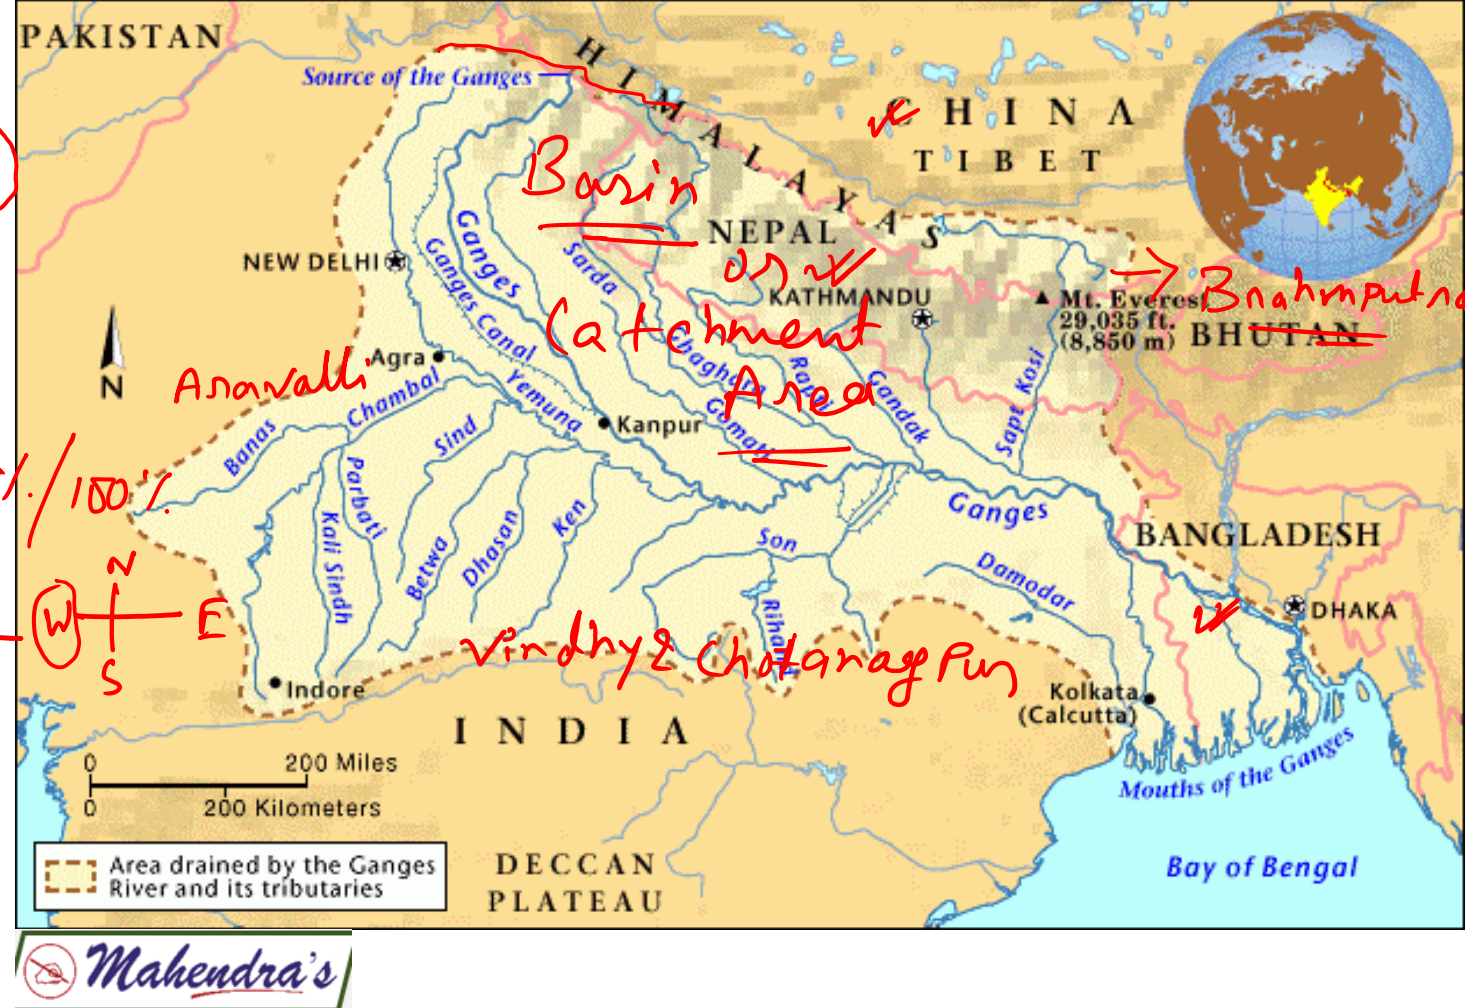 PAKISTAN
Source of the Ganges
HIMALAYAS
CHINA
TIBET
Basin
NEPAL
or
KATHMANDU
Mt. Everest
29,035 ft.
(8,850 m)
Brahmputra
BHUTAN
NEW DELHI
Ganges
Ganges Canal
Sarda
Catchment
Area
Ghaghara
Rapti
Gandak
Sapt Kosi
Gomati
N
Aravalli
Agra
Chambal
Yemuna
Kanpur
Banas
Sind
/100%
Parbati
Kali Sindh
Betwa
Dhasan
Ken
Son
Ganges
Damodar
BANGLADESH
DHAKA
N
W
E
S
Rihand
Vindhy & Chotanagpur
Indore
Kolkata
(Calcutta)
INDIA
Mouths of the Ganges
0 200 Miles
0 200 Kilometers
DECCAN
PLATEAU
Bay of Bengal
Area drained by the Ganges
River and its tributaries
Mahendra's